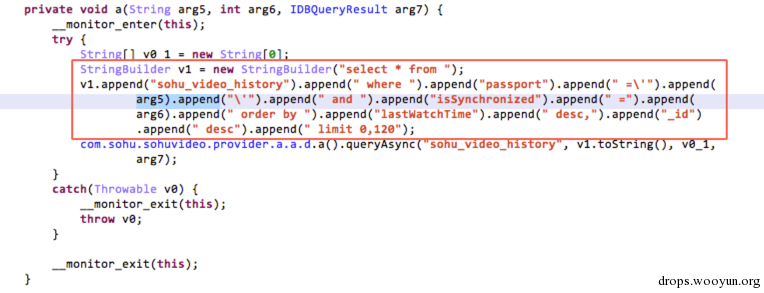 private void a(String arg5, int arg6, IDBQueryResult arg7) {
__monitor_enter(this);
try {
String[] v0_1 = new String[0];
StringBuilder v1 = new StringBuilder("select * from ");
v1.append("sohu_video_history").append(" where ").append("passport").append(" =\'").append(
arg5).append("\'").append(" and ").append("isSynchronized").append(" =").append(
arg6).append(" order by ").append("lastWatchTime").append(" desc,").append("_id")
.append(" desc").append(" limit 0,120");
com.sohu.sohuvideo.provider.a.a.d.a().queryAsync("sohu_video_history", v1.toString(), v0_1,
arg7);
}
catch(Throwable v0) {
__monitor_exit(this);
throw v0;
}
__monitor_exit(this);
}
drops.wooyun.org